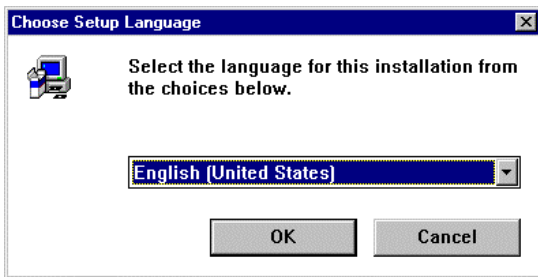 Choose Setup Language
Select the language for this installation from
the choices below.
English (United States)
OK
Cancel